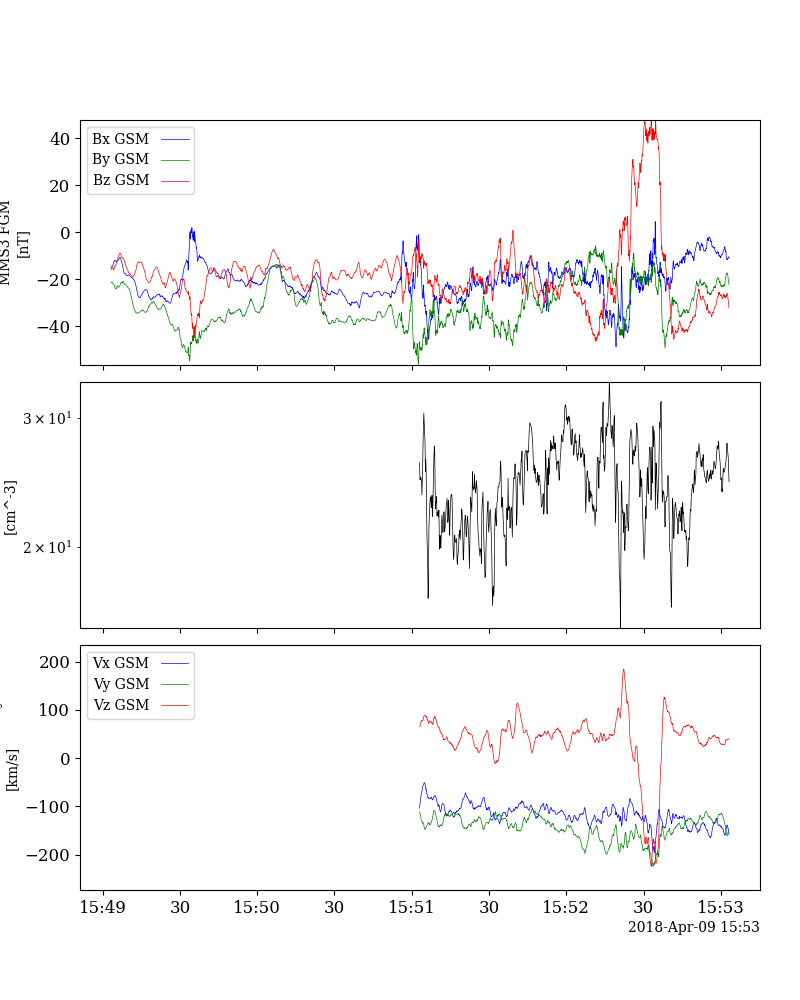 40
20
0
−20
−40
MMS3 FGM
[nT]
Bx GSM
By GSM
Bz GSM
3 × 10¹
2 × 10¹
[cm^-3]
200
100
0
−100
−200
[km/s]
Vx GSM
Vy GSM
Vz GSM
15:49 30 15:50 30 15:51 30 15:52 30 15:53
2018-Apr-09 15:53